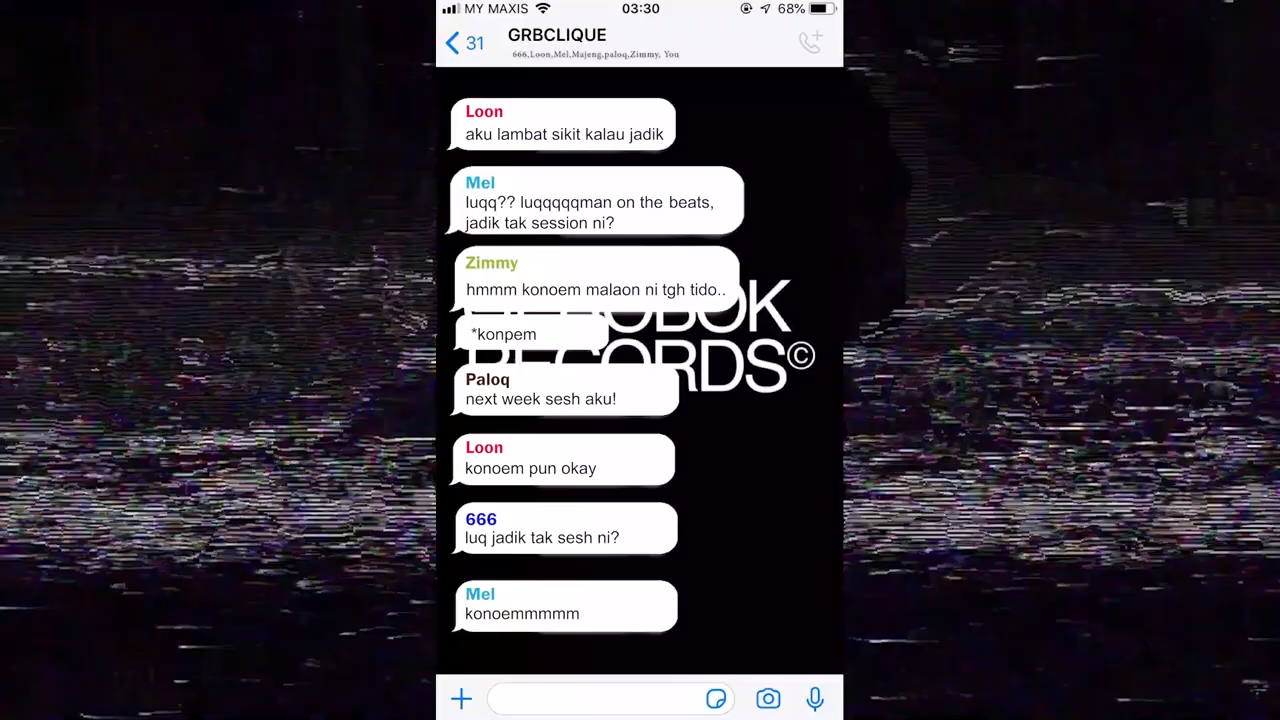 MY MAXIS
03:30
68%
31
GRBCLIQUE
666,Loon,Mel,Majeng,paloq,Zimmy, You
Loon
aku lambat sikit kalau jadik
Mel
luqq?? luqqqqqman on the beats,
jadik tak session ni?
Zimmy
hmmm konoem malaon ni tgh tido..
*konpem
RECORDS©
Paloq
next week sesh aku!
Loon
konoem pun okay
666
luq jadik tak sesh ni?
Mel
konoemmmmm